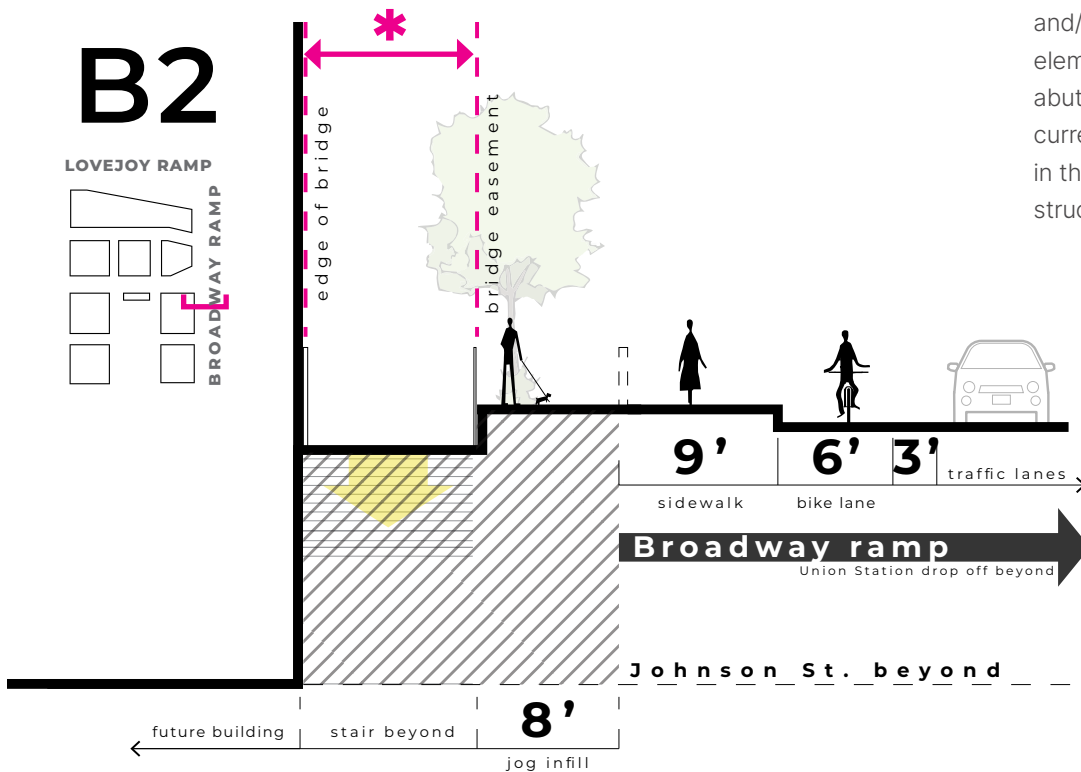 B2
LOVEJOY RAMP
BROADWAY RAMP
*
edge of bridge
bridge easement
and/
elem
abut
curre
in th
struc
9’
6’
3’
traffic lanes
sidewalk
bike lane
Broadway ramp
Union Station drop off beyond
Johnson St. beyond
future building
stair beyond
8’
jog infill